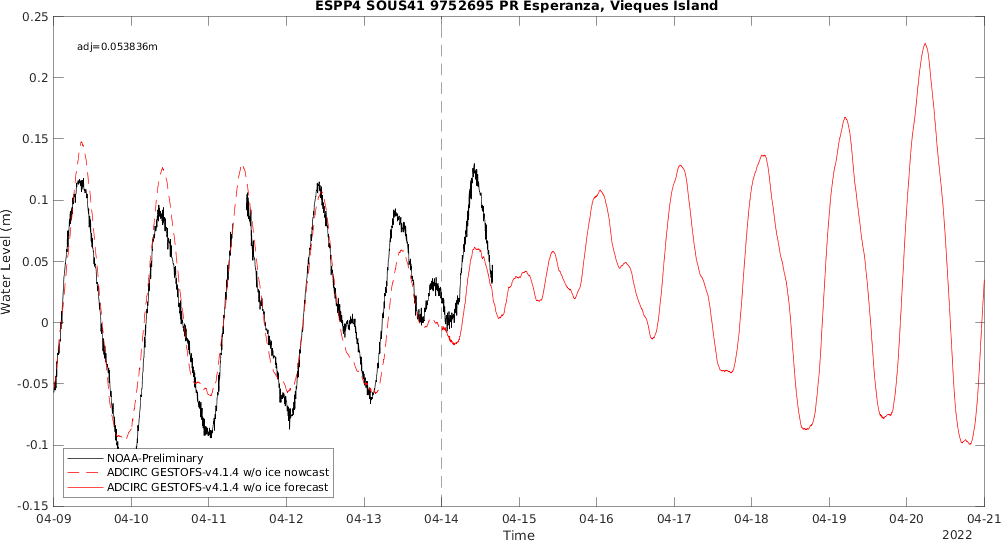 ESPP4 SOUS41 9752695 PR Esperanza, Vieques Island
adj=0.053836m
0.25
0.2
0.15
0.1
0.05
0
-0.05
-0.1
-0.15
Water Level (m)
NOAA-Preliminary
ADCIRC GESTOFS-v4.1.4 w/o ice nowcast
ADCIRC GESTOFS-v4.1.4 w/o ice forecast
04-09 04-10 04-11 04-12 04-13 04-14 04-15 04-16 04-17 04-18 04-19 04-20 04-21
Time
2022